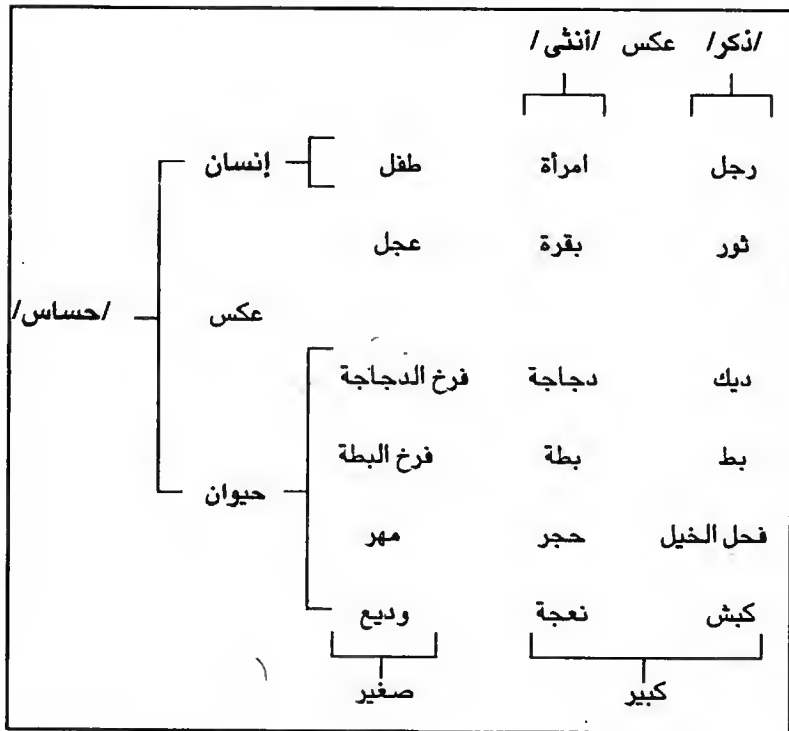 /ذكر/ عكس /أنثى/
رجل امرأة طفل إنسان
ثور بقرة عجل
عكس /حساس/
ديك دجاجة فرخ الدجاجة
بط بطة فرخ البطة
حيوان
فحل الخيل حجر مهر
كبش نعجة وديع
كبير صغير